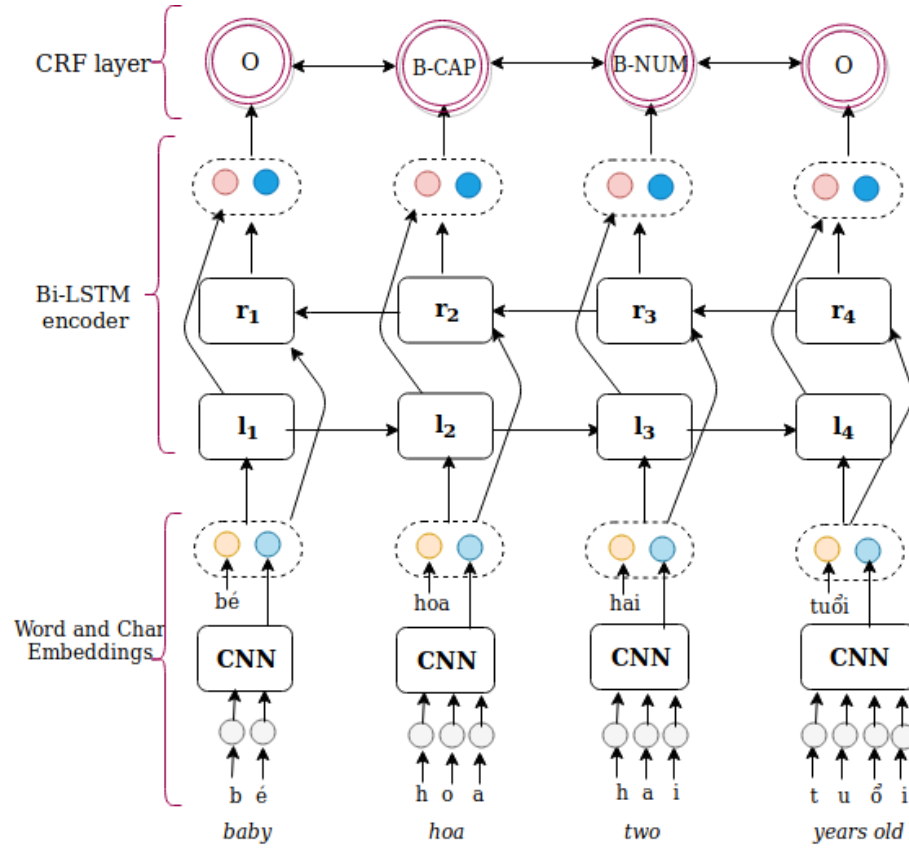 CRF layer
O B-CAP B-NUM O
Bi-LSTM
encoder
r1 r2 r3 r4
l1 l2 l3 l4
Word and Char
Embeddings
bé hoa hai tuổi
CNN CNN CNN CNN
b é h o a h a i t u ổ i
baby hoa two years old